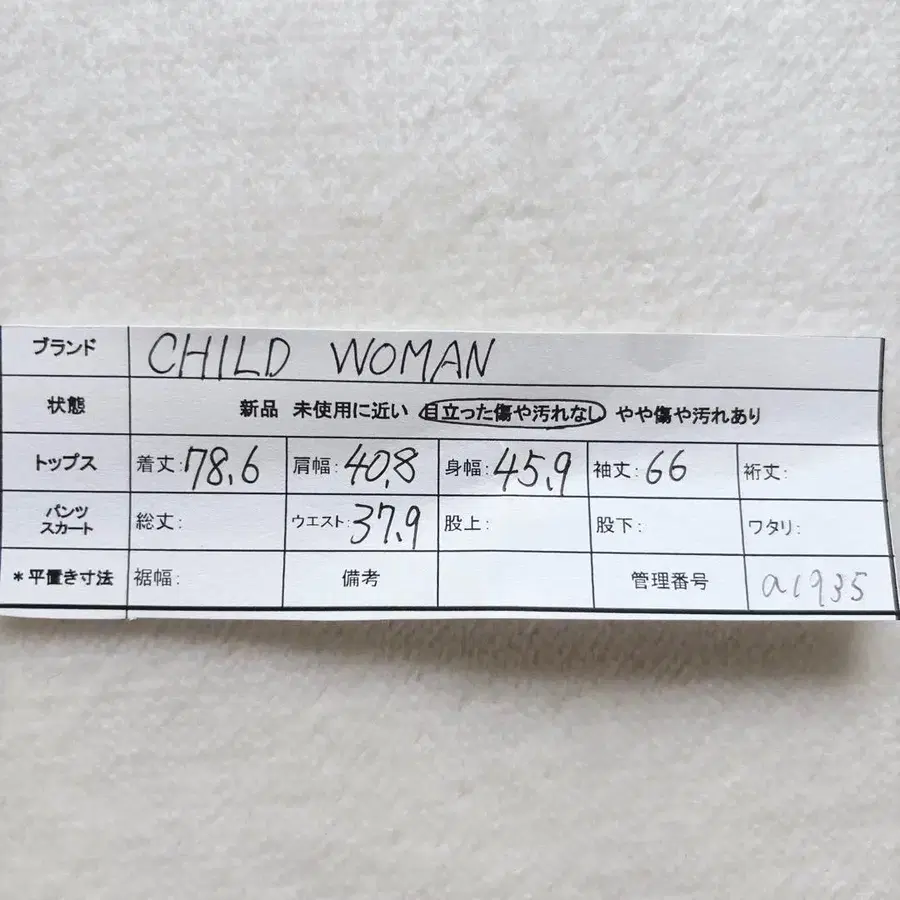 ブランド CHILD WOMAN
状態 新品 未使用に近い 目立った傷や汚れなし やや傷や汚れあり
トップス 着丈:78.6 肩幅:40.8 身幅:45.9 袖丈:66 裄丈:
パンツ
スカート 総丈: ウエスト:37.9 股上: 股下: ワタリ:
*平置き寸法 裾幅: 備考 管理番号 a1935